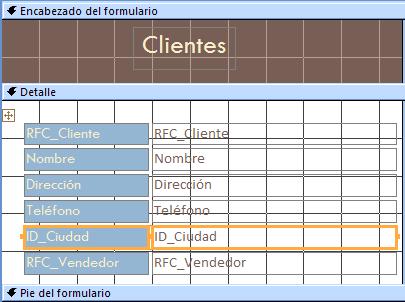 Encabezado del formulario
Clientes
Detalle
RFC_Cliente RFC_Cliente
Nombre Nombre
Dirección Dirección
Teléfono Teléfono
ID_Ciudad ID_Ciudad
RFC_Vendedor RFC_Vendedor
Pie del formulario